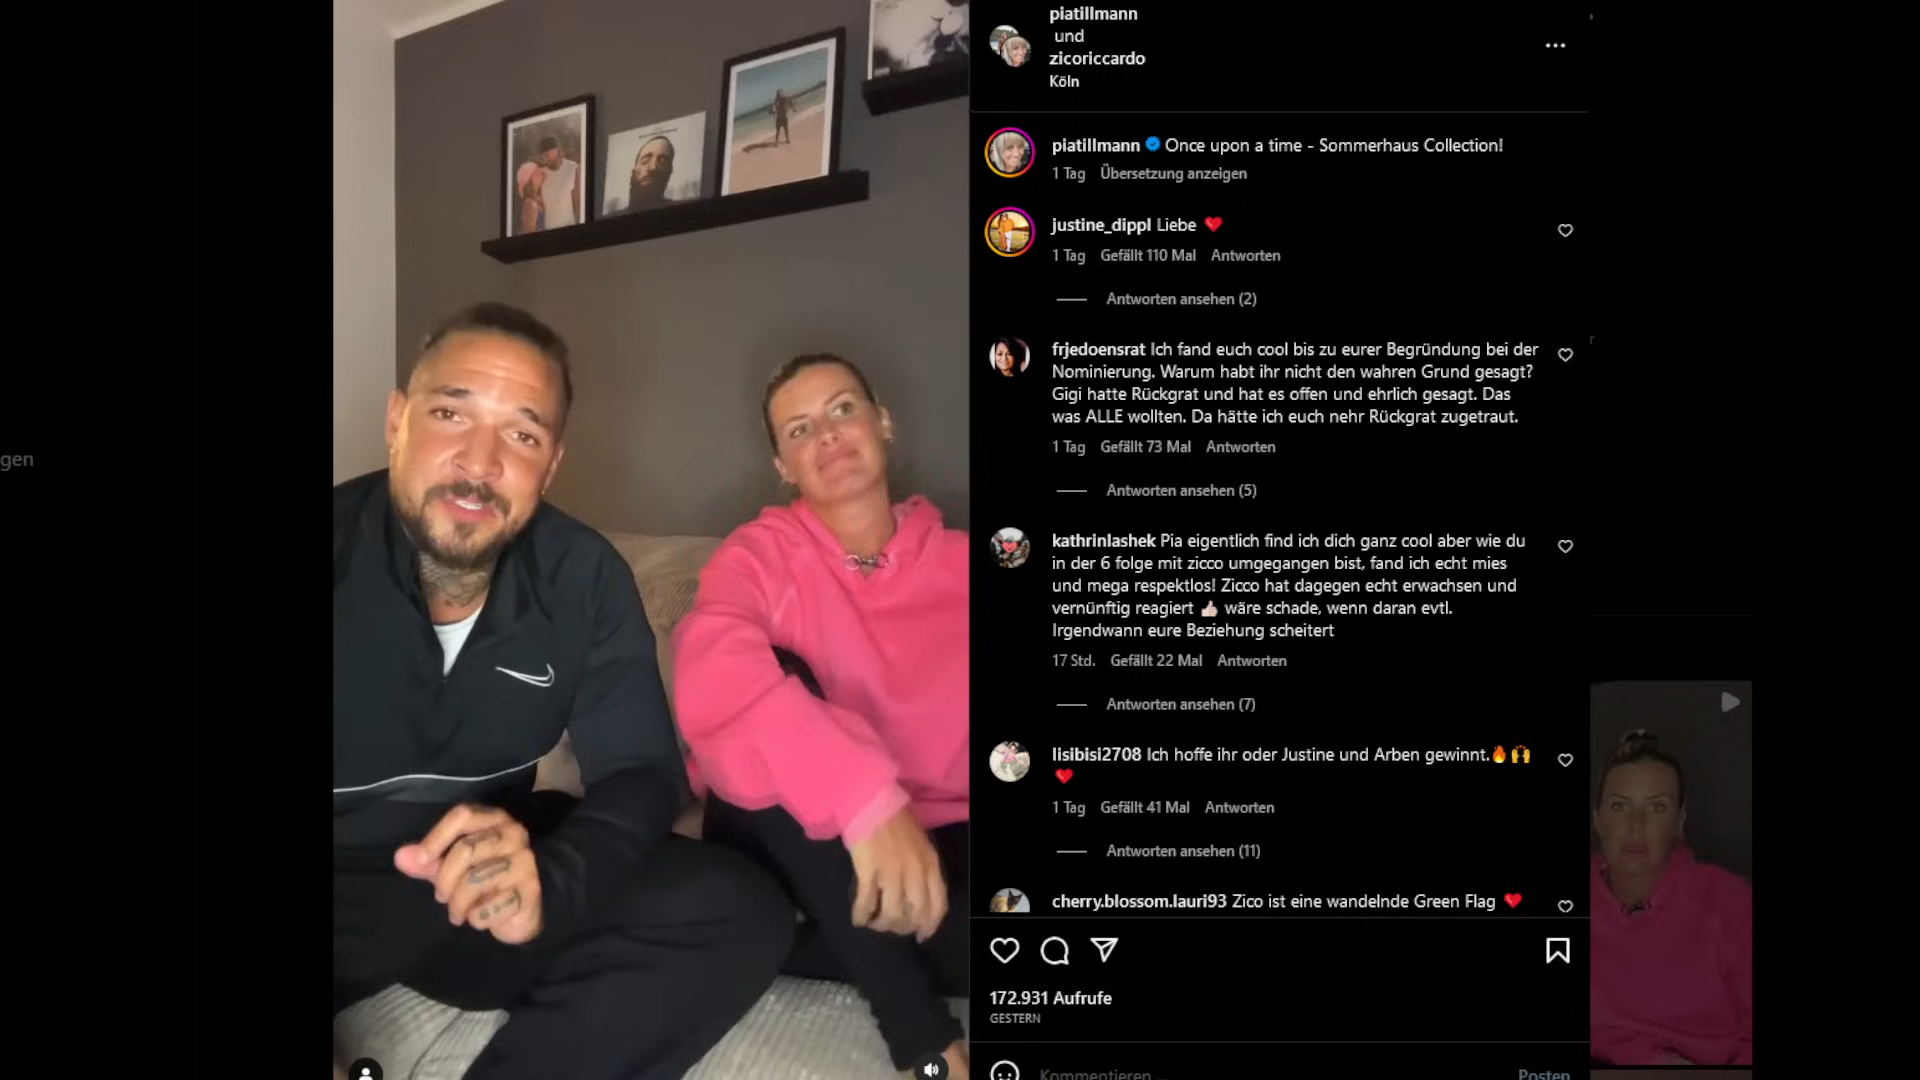 piatillmann
und
zicoriccardo
Köln
piatillmann Once upon a time - Sommerhaus Collection!
1 Tag Übersetzung anzeigen
justine_dippl Liebe ❤️
1 Tag Gefällt 110 Mal Antworten
Antworten ansehen (2)
frjedoensrat Ich fand euch cool bis zu eurer Begründung bei der
Nominierung. Warum habt ihr nicht den wahren Grund gesagt?
Gigi hatte Rückgrat und hat es offen und ehrlich gesagt. Das
was ALLE wollten. Da hätte ich euch nehr Rückgrat zugetraut.
1 Tag Gefällt 73 Mal Antworten
Antworten ansehen (5)
gen
kathrinlashek Pia eigentlich find ich dich ganz cool aber wie du
in der 6 folge mit zicco umgegangen bist, fand ich echt mies
und mega respektlos! Zicco hat dagegen echt erwachsen und
vernünftig reagiert 👍🏻 wäre schade, wenn daran evtl.
Irgendwann eure Beziehung scheitert
17 Std. Gefällt 22 Mal Antworten
Antworten ansehen (7)
lisibisi2708 Ich hoffe ihr oder Justine und Arben gewinnt.🔥🙌
❤️
1 Tag Gefällt 41 Mal Antworten
Antworten ansehen (11)
cherry.blossom.lauri93 Zico ist eine wandelnde Green Flag ❤️
172.931 Aufrufe
GESTERN
Kommentieren ...
Posten